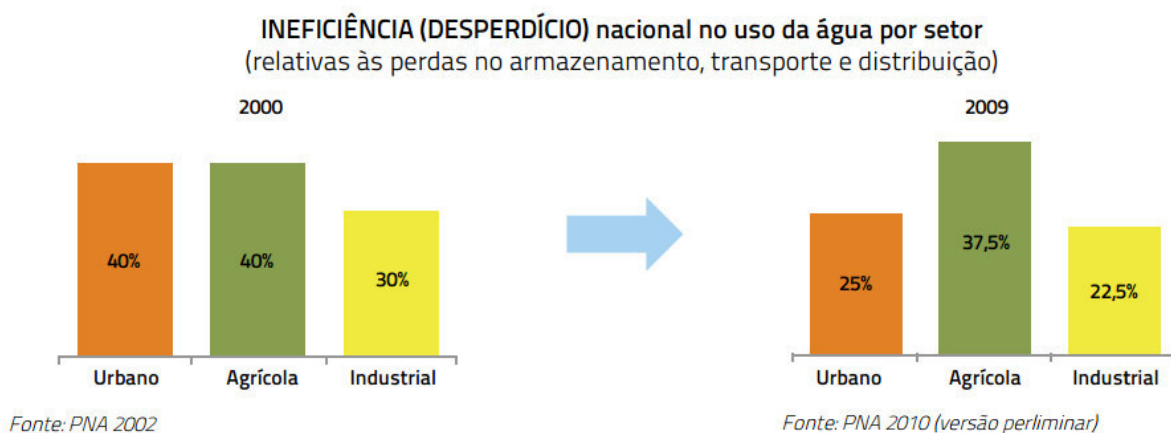 INEFICIÊNCIA (DESPERDÍCIO) nacional no uso da água por setor
(relativas às perdas no armazenamento, transporte e distribuição)
2000
40%
40%
30%
Urbano
Agrícola
Industrial
Fonte: PNA 2002
2009
25%
37,5%
22,5%
Urbano
Agrícola
Industrial
Fonte: PNA 2010 (versão perliminar)